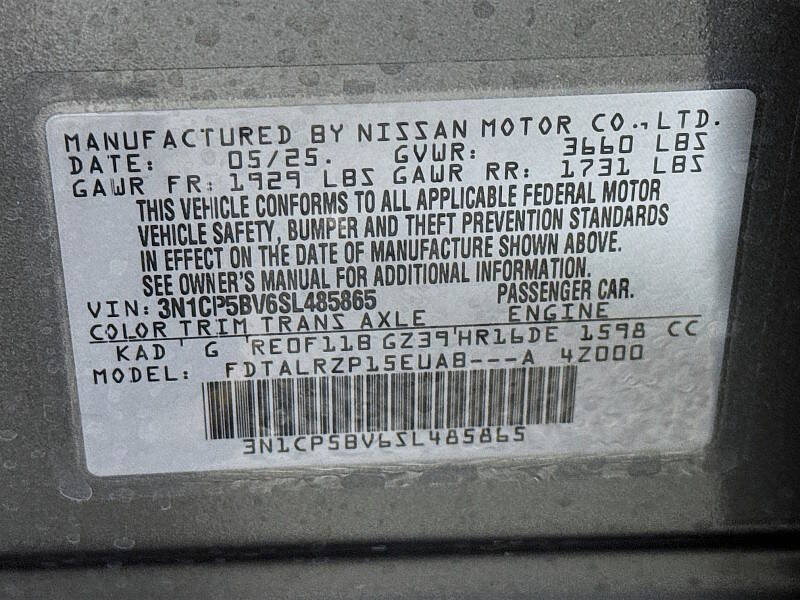 MANUFACTURED BY NISSAN MOTOR CO., LTD.
DATE: 05/25. GVWR: 3660 LBS
GAWR FR: 1929 LBS GAWR RR: 1731 LBS
THIS VEHICLE CONFORMS TO ALL APPLICABLE FEDERAL MOTOR
VEHICLE SAFETY, BUMPER AND THEFT PREVENTION STANDARDS
IN EFFECT ON THE DATE OF MANUFACTURE SHOWN ABOVE.
SEE OWNER'S MANUAL FOR ADDITIONAL INFORMATION.
VIN: 3N1CP5BV6SL485865 PASSENGER CAR.
COLOR TRIM TRANS AXLE ENGINE
KAD G RE0F11B GZ39 HR16DE 1598 CC
MODEL: FDTALRZP15EUAB---A 4Z000
3N1CP5BV6SL485865